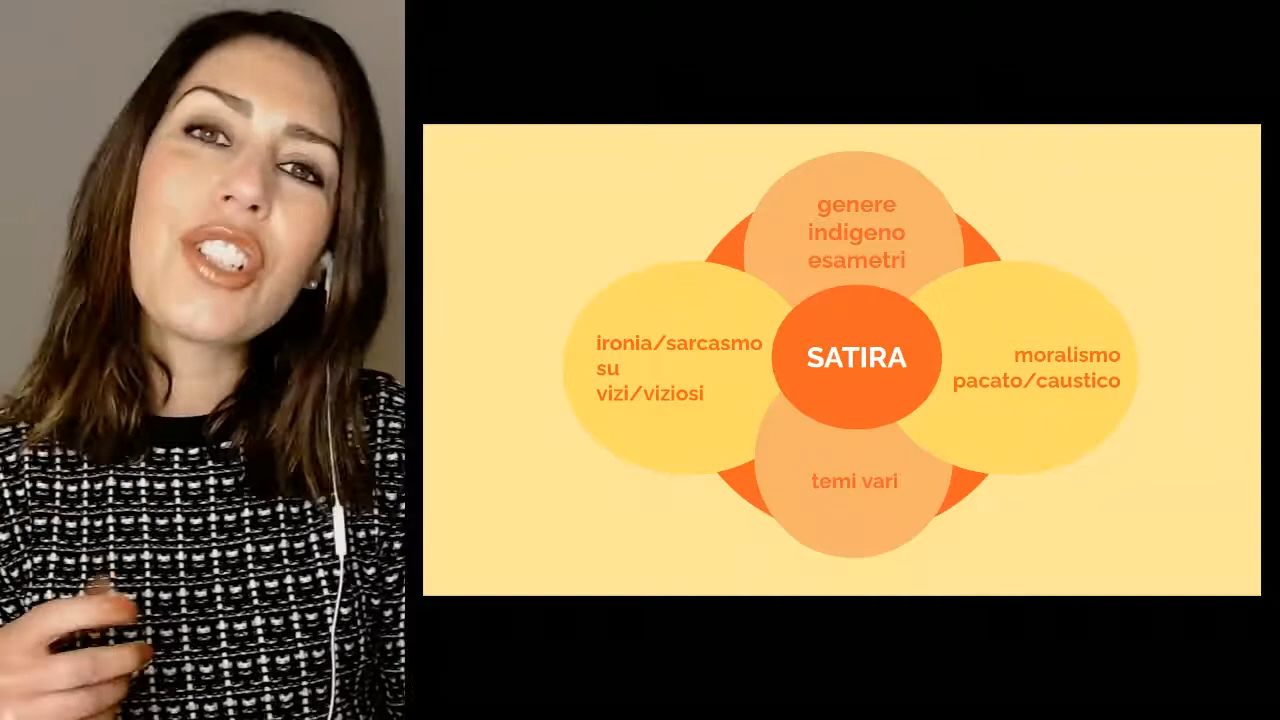 genere
indigeno
esametri
ironia/sarcasmo
su
vizi/viziosi
SATIRA
moralismo
pacato/caustico
temi vari